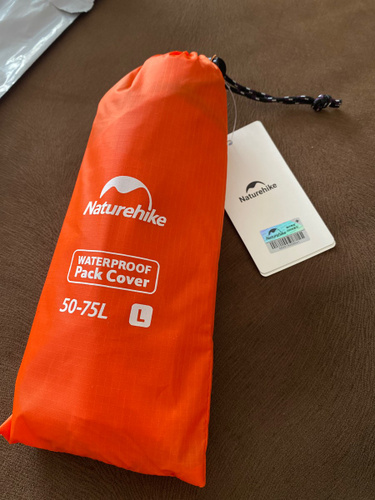 Naturehike
WATERPROOF
Pack Cover
50-75L
L
Naturehike